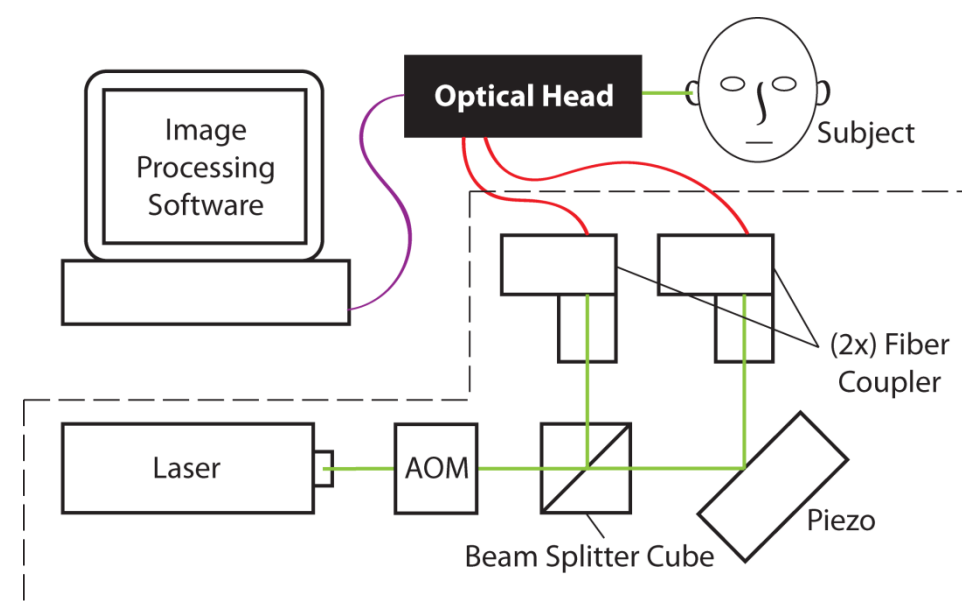 Image
Processing
Software
Optical Head
Subject
(2x) Fiber
Coupler
Laser
AOM
Beam Splitter Cube
Piezo